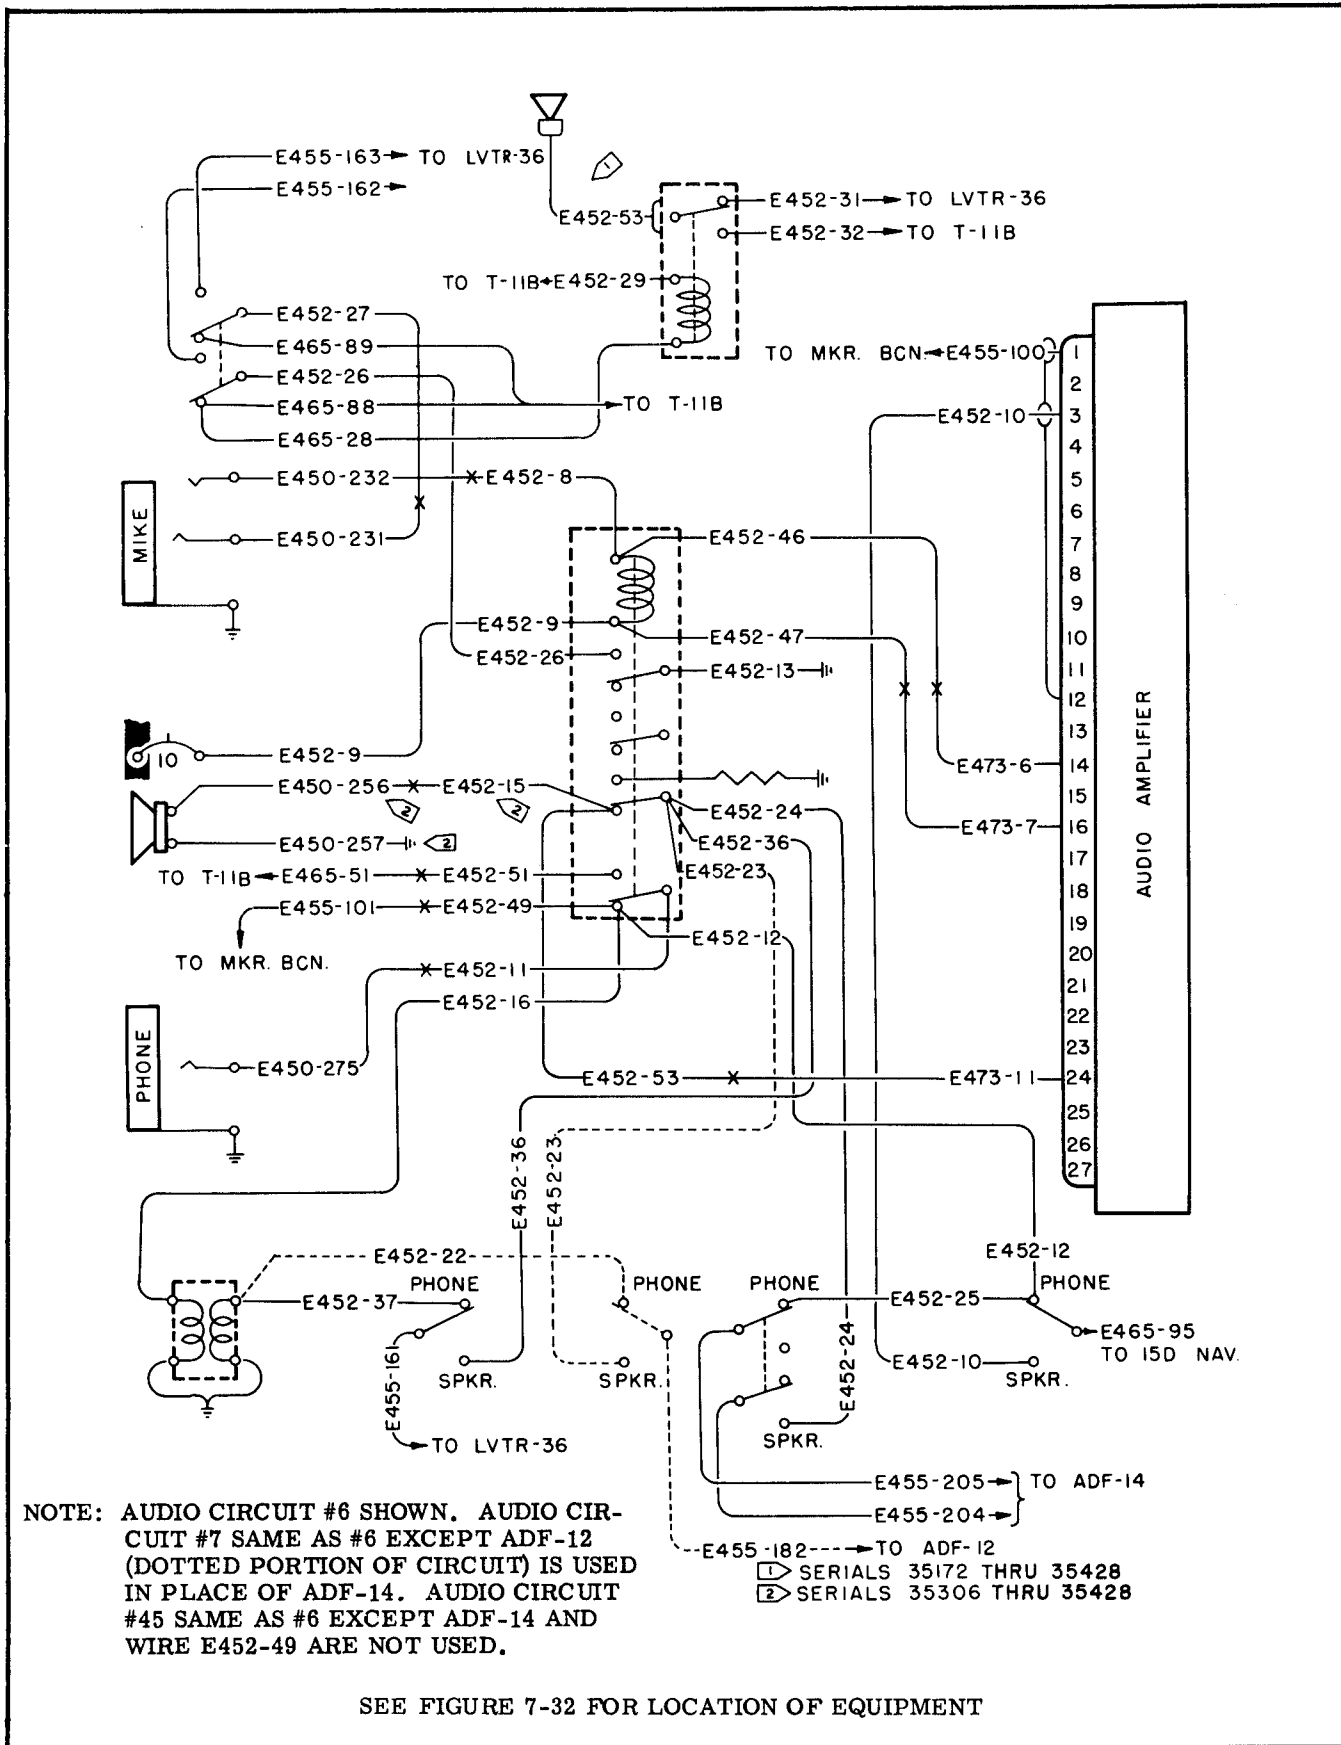 E455-163 TO LVTR-36
E455-162
1
E452-53
E452-31 TO LVTR-36
E452-32 TO T-11B
TO T-11B E452-29
E452-27
E465-89
E452-26
E465-88 TO T-11B
E465-28
TO MKR. BCN. E455-100
E452-10
E450-232 E452-8
MIKE
E450-231
E452-46
E452-9
E452-47
E452-26
E452-13
10
E452-9
E450-256 E452-15
2
2
E450-257
2
E452-24
E452-36
E452-23
TO T-11B E465-51 E452-51
E455-101 E452-49
TO MKR. BCN.
E452-12
E452-11
E452-16
E473-6
E473-7
PHONE
E450-275
E452-53
E473-11
1
2
3
4
5
6
7
8
9
10
11
12
13
14
15
16
17
18
19
20
21
22
23
24
25
26
27
AUDIO AMPLIFIER
E452-36
E452-23
E452-22
E452-12
PHONE
PHONE
PHONE
PHONE
E452-37
E452-25
E465-95
TO 15D NAV.
E455-161
E452-24
E452-10
SPKR.
SPKR.
SPKR.
SPKR.
TO LVTR-36
E455-205 TO ADF-14
E455-204
E455-182 TO ADF-12
1 SERIALS 35172 THRU 35428
2 SERIALS 35306 THRU 35428
NOTE: AUDIO CIRCUIT #6 SHOWN. AUDIO CIR-
CUIT #7 SAME AS #6 EXCEPT ADF-12
(DOTTED PORTION OF CIRCUIT) IS USED
IN PLACE OF ADF-14. AUDIO CIRCUIT
#45 SAME AS #6 EXCEPT ADF-14 AND
WIRE E452-49 ARE NOT USED.
SEE FIGURE 7-32 FOR LOCATION OF EQUIPMENT